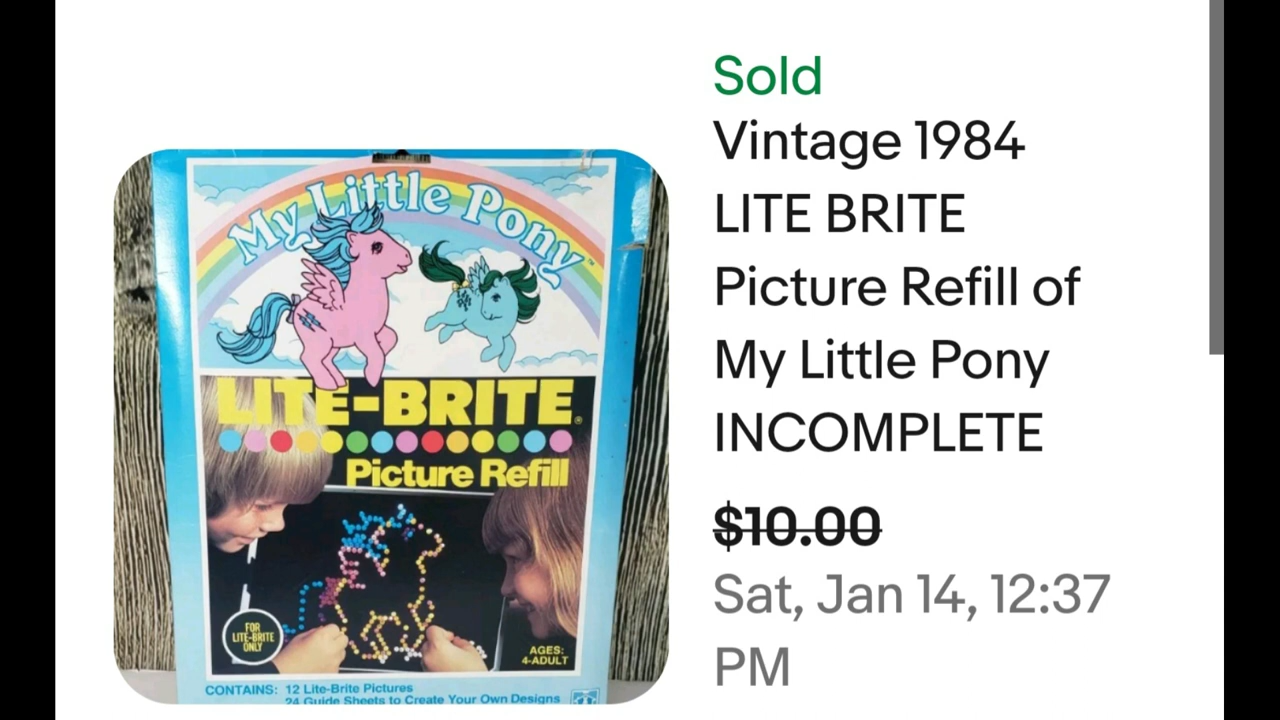 My Little Pony™
LITE-BRITE®
Picture Refill
FOR
LITE-BRITE
ONLY
AGES:
4-ADULT
CONTAINS: 12 Lite-Brite Pictures
24 Guide Sheets to Create Your Own Designs
Sold
Vintage 1984
LITE BRITE
Picture Refill of
My Little Pony
INCOMPLETE
$10.00
Sat, Jan 14, 12:37
PM